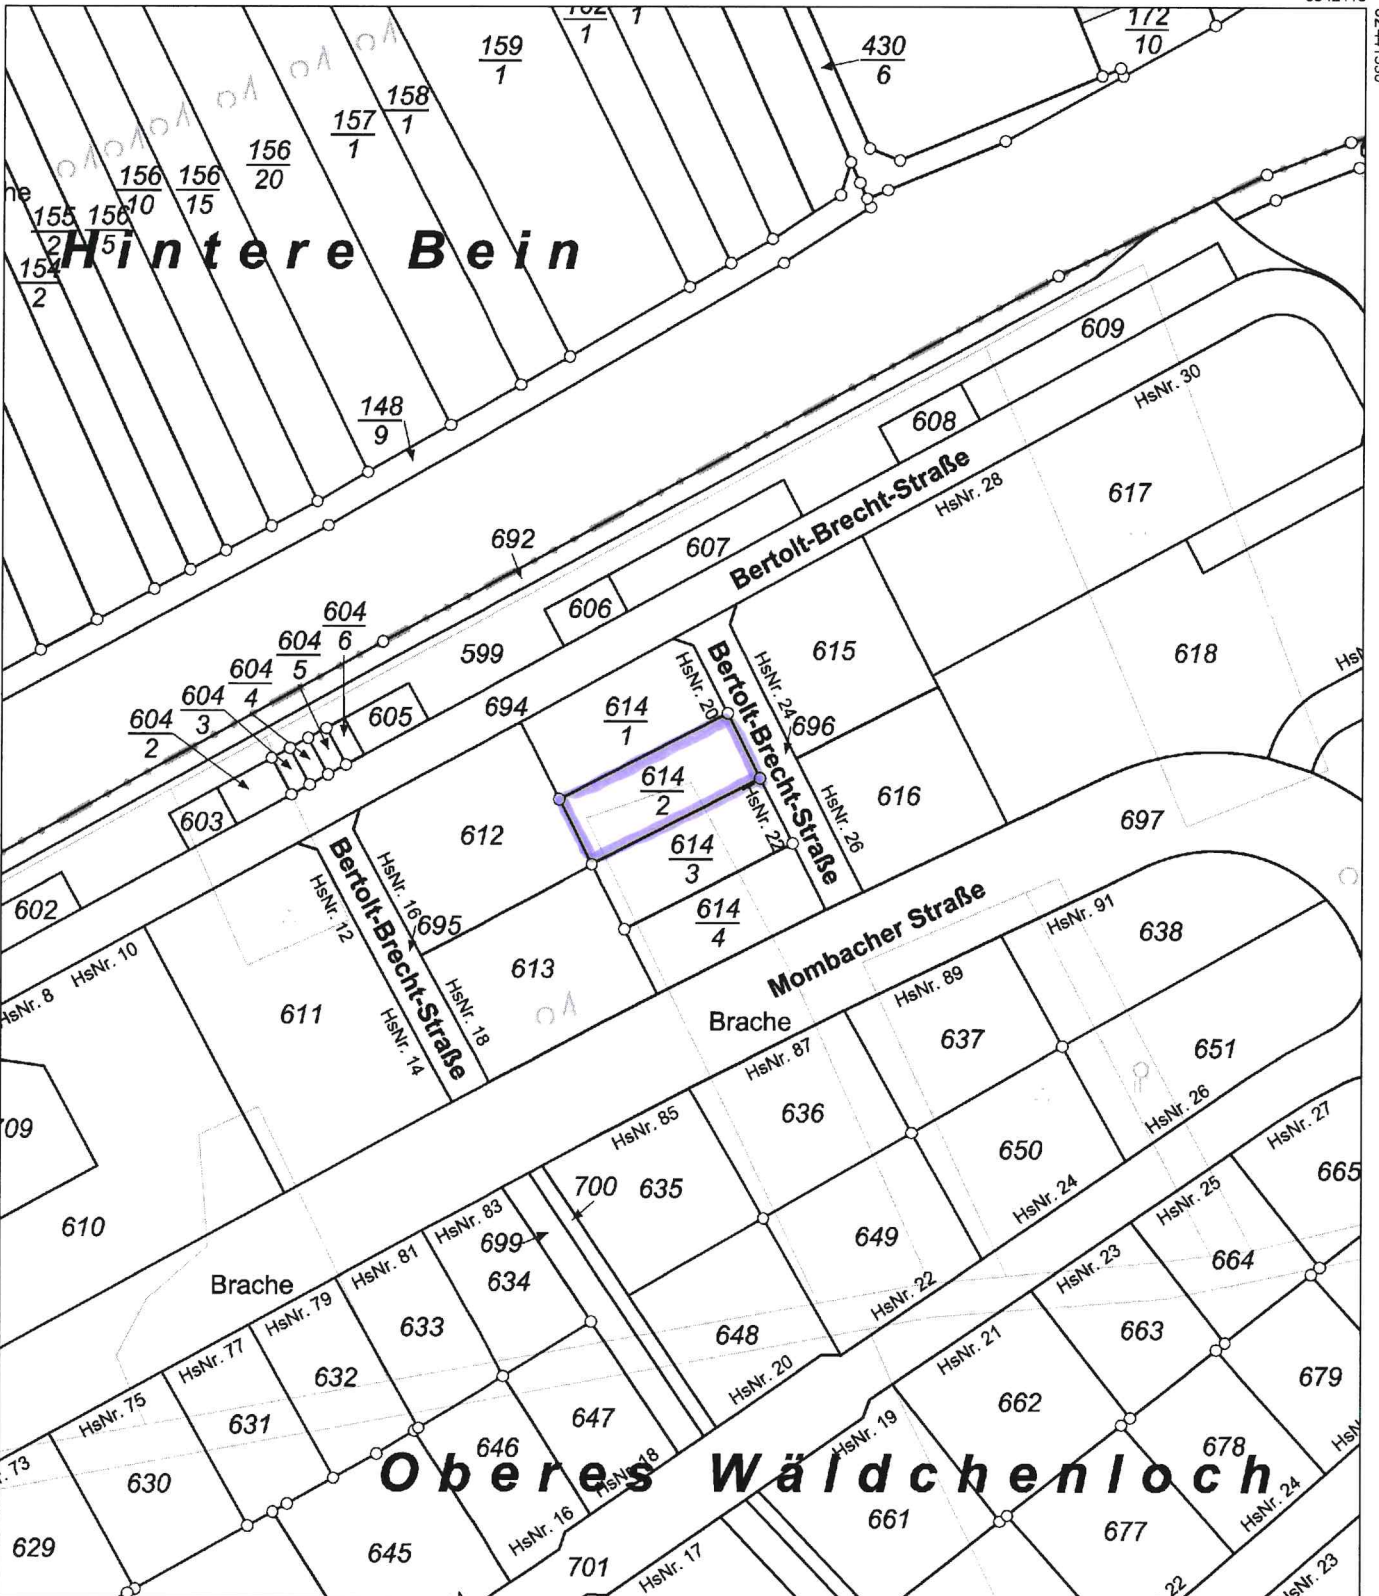 159
1
1
172
10
430
6
158
1
157
1
156
20
156
15
156
10
156
5
155
2
154
2
Hintere Bein
148
9
609
HsNr. 30
608
Bertolt-Brecht-Straße
HsNr. 28
617
692
607
606
604
6
604
5
604
4
604
3
604
2
599
605
694
603
602
614
1
HsNr. 20
Bertolt-Brecht-Straße
HsNr. 24
615
618
696
614
2
HsNr. 22
HsNr. 26
616
697
612
614
3
614
4
Bertolt-Brecht-Straße
HsNr. 16
HsNr. 12
695
613
HsNr. 18
HsNr. 14
HsNr. 10
HsNr. 8
611
Mombacher Straße
Brache
HsNr. 91
638
HsNr. 89
637
651
HsNr. 87
636
HsNr. 85
HsNr. 26
HsNr. 27
650
HsNr. 24
665
709
610
700
635
HsNr. 83
699
634
649
HsNr. 25
664
HsNr. 23
Brache
HsNr. 81
633
HsNr. 22
663
HsNr. 79
648
HsNr. 21
HsNr. 77
632
HsNr. 20
662
679
HsNr. 75
631
647
HsNr. 19
646
678
73
630
Oberes Wäldchenloch
HsNr. 18
HsNr. 16
661
677
HsNr. 24
629
645
701
HsNr. 17
22
HsNr. 23